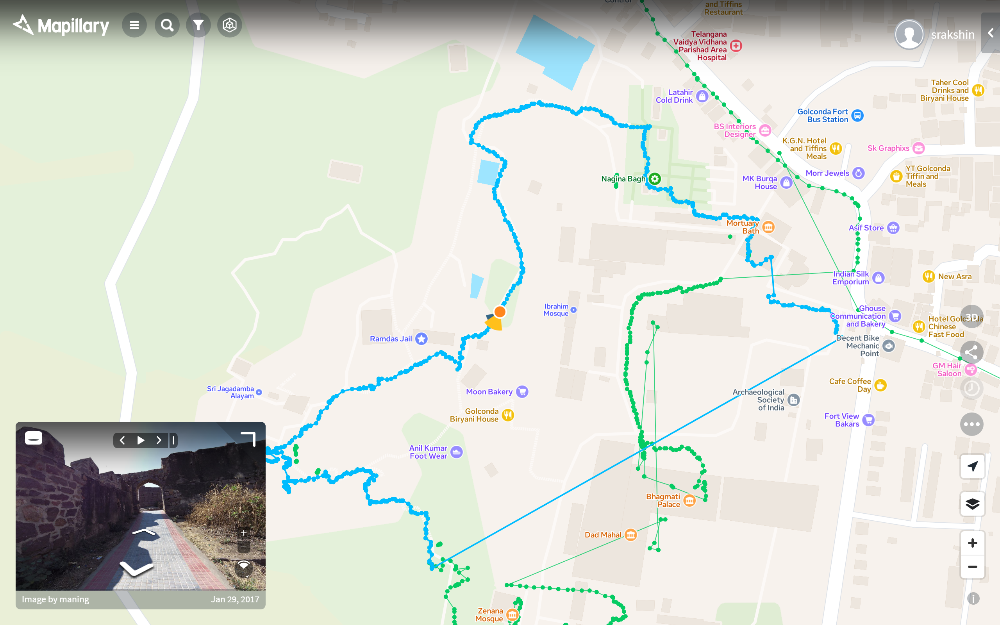 Mapillary
srakshin
and Tiffins
Restaurant
Telangana
Vaidya Vidhana
Parishad Area
Hospital
Latahir
Cold Drink
Taher Cool
Drinks and
Biryani House
Golconda Fort
Bus Station
BS Interiors
Designer
K.G.N. Hotel
and Tiffins
Meals
Sk Graphixs
Morr Jewels
YT Golconda
Tiffin and
Meals
MK Burqa
House
Nagina Bagh
Mortuary
Bath
Asif Store
Indian Silk
Emporium
New Asra
Ibrahim
Mosque
Ghouse
Communication
and Bakery
Hotel Golconda
Chinese
Fast Food
3D
Ramdas Jail
Decent Bike
Mechanic
Point
GM Hair
Saloon
Cafe Coffee
Day
Sri Jagadamba
Alayam
Moon Bakery
Archaeological
Society
of India
Golconda
Biryani House
Fort View
Bakars
Anil Kumar
Foot Wear
Bhagmati
Palace
Dad Mahal
Image by maning
Jan 29, 2017
Zenana
Mosque